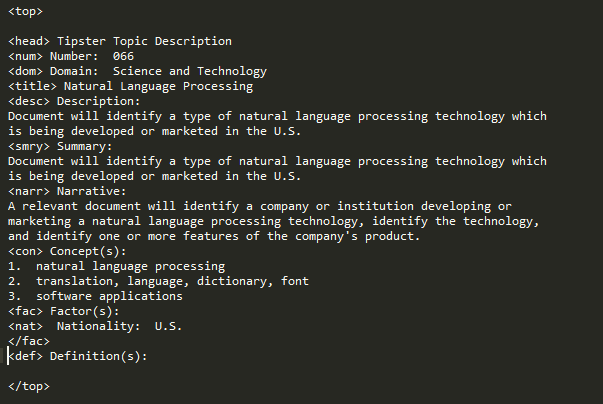 <top>
<head> Tipster Topic Description
<num> Number:  066
<dom> Domain:  Science and Technology
<title> Natural Language Processing
<desc> Description:
Document will identify a type of natural language processing technology which
is being developed or marketed in the U.S.
<smry> Summary:
Document will identify a type of natural language processing technology which
is being developed or marketed in the U.S.
<narr> Narrative:
A relevant document will identify a company or institution developing or
marketing a natural language processing technology, identify the technology,
and identify one or more features of the company's product.
<con> Concept(s):
1.  natural language processing
2.  translation, language, dictionary, font
3.  software applications
<fac> Factor(s):
<nat>  Nationality:  U.S.
</fac>
<def> Definition(s):
</top>